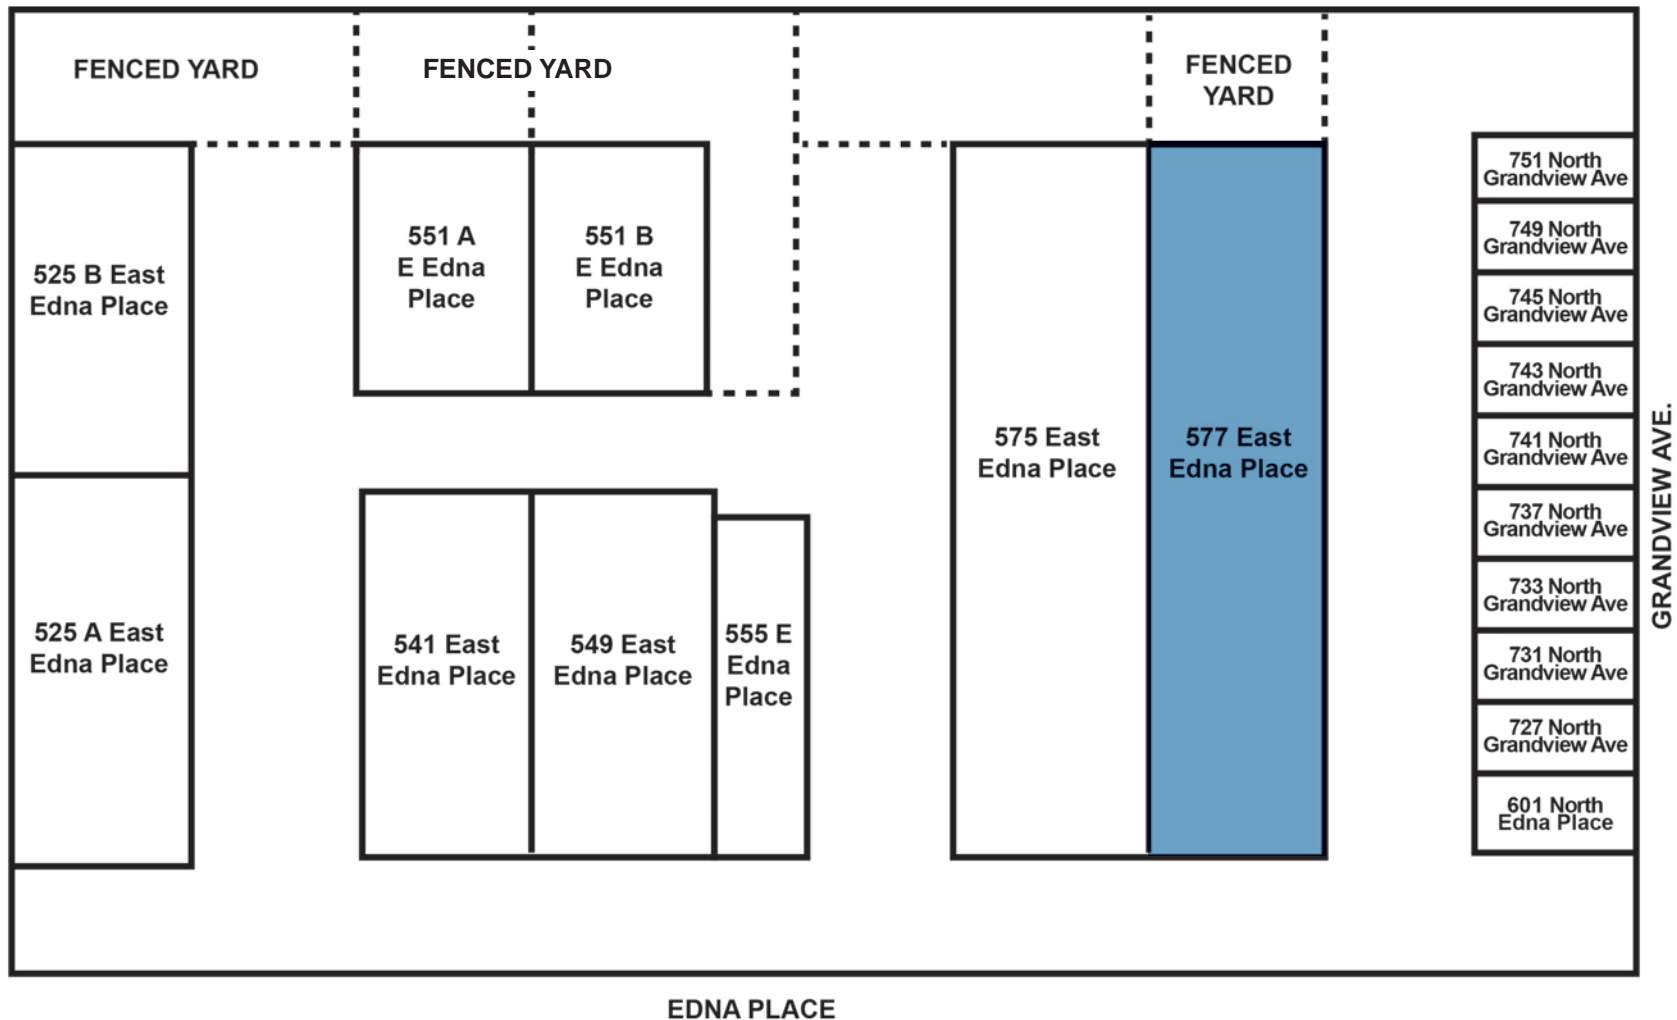 FENCED YARD
FENCED YARD
FENCED
YARD
525 B East
Edna Place
551 A
E Edna
Place
551 B
E Edna
Place
525 A East
Edna Place
541 East
Edna Place
549 East
Edna Place
555 E
Edna
Place
575 East
Edna Place
577 East
Edna Place
751 North
Grandview Ave
749 North
Grandview Ave
745 North
Grandview Ave
743 North
Grandview Ave
741 North
Grandview Ave
737 North
Grandview Ave
733 North
Grandview Ave
731 North
Grandview Ave
727 North
Grandview Ave
601 North
Edna Place
GRANDVIEW AVE.
EDNA PLACE